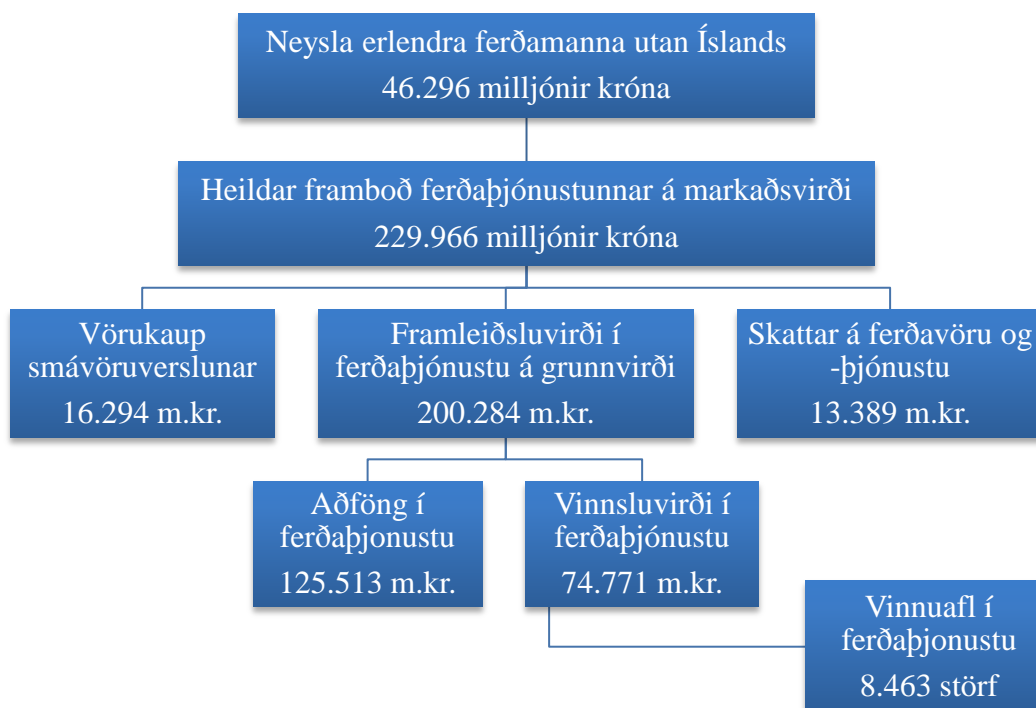 Neysla erlendra ferðamanna utan Íslands
46.296 milljónir króna
Heildar framboð ferðaþjónustunnar á markaðsvirði
229.966 milljónir króna
Vörukaup
smávöruverslunar
16.294 m.kr.
Framleiðsluvirði í
ferðaþjónustu á grunnvirði
200.284 m.kr.
Skattar á ferðavöru og
-þjónustu
13.389 m.kr.
Aðföng í
ferðaþjonustu
125.513 m.kr.
Vinnsluvirði í
ferðaþjónustu
74.771 m.kr.
Vinnuafl í
ferðaþjonustu
8.463 störf